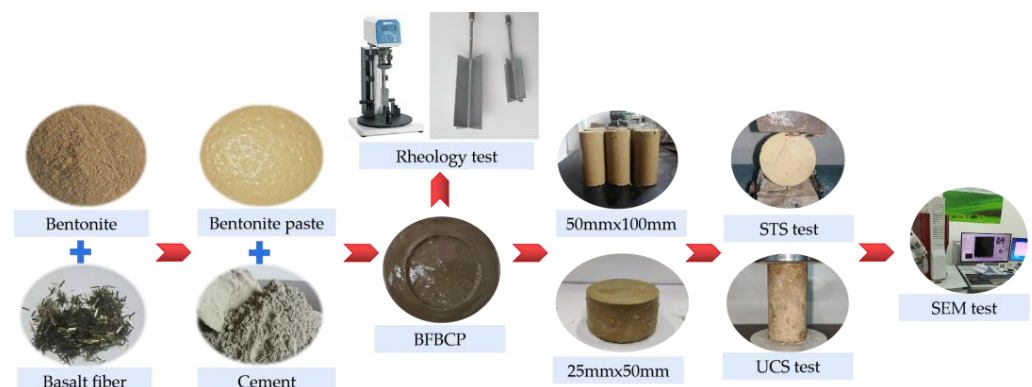 Rheology test
Bentonite
Bentonite paste
50mmx100mm
STS test
BFBCP
SEM test
Basalt fiber
Cement
25mmx50mm
UCS test